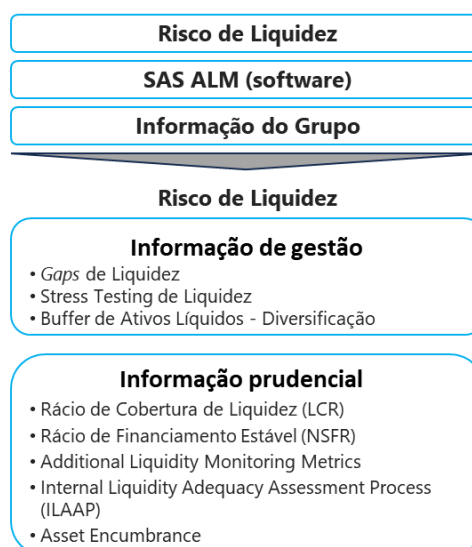 Risco de Liquidez
SAS ALM (software)
Informação do Grupo
Risco de Liquidez
Informação de gestão
• Gaps de Liquidez
• Stress Testing de Liquidez
• Buffer de Ativos Líquidos - Diversificação
Informação prudencial
• Rácio de Cobertura de Liquidez (LCR)
• Rácio de Financiamento Estável (NSFR)
• Additional Liquidity Monitoring Metrics
• Internal Liquidity Adequacy Assessment Process
(ILAAP)
• Asset Encumbrance